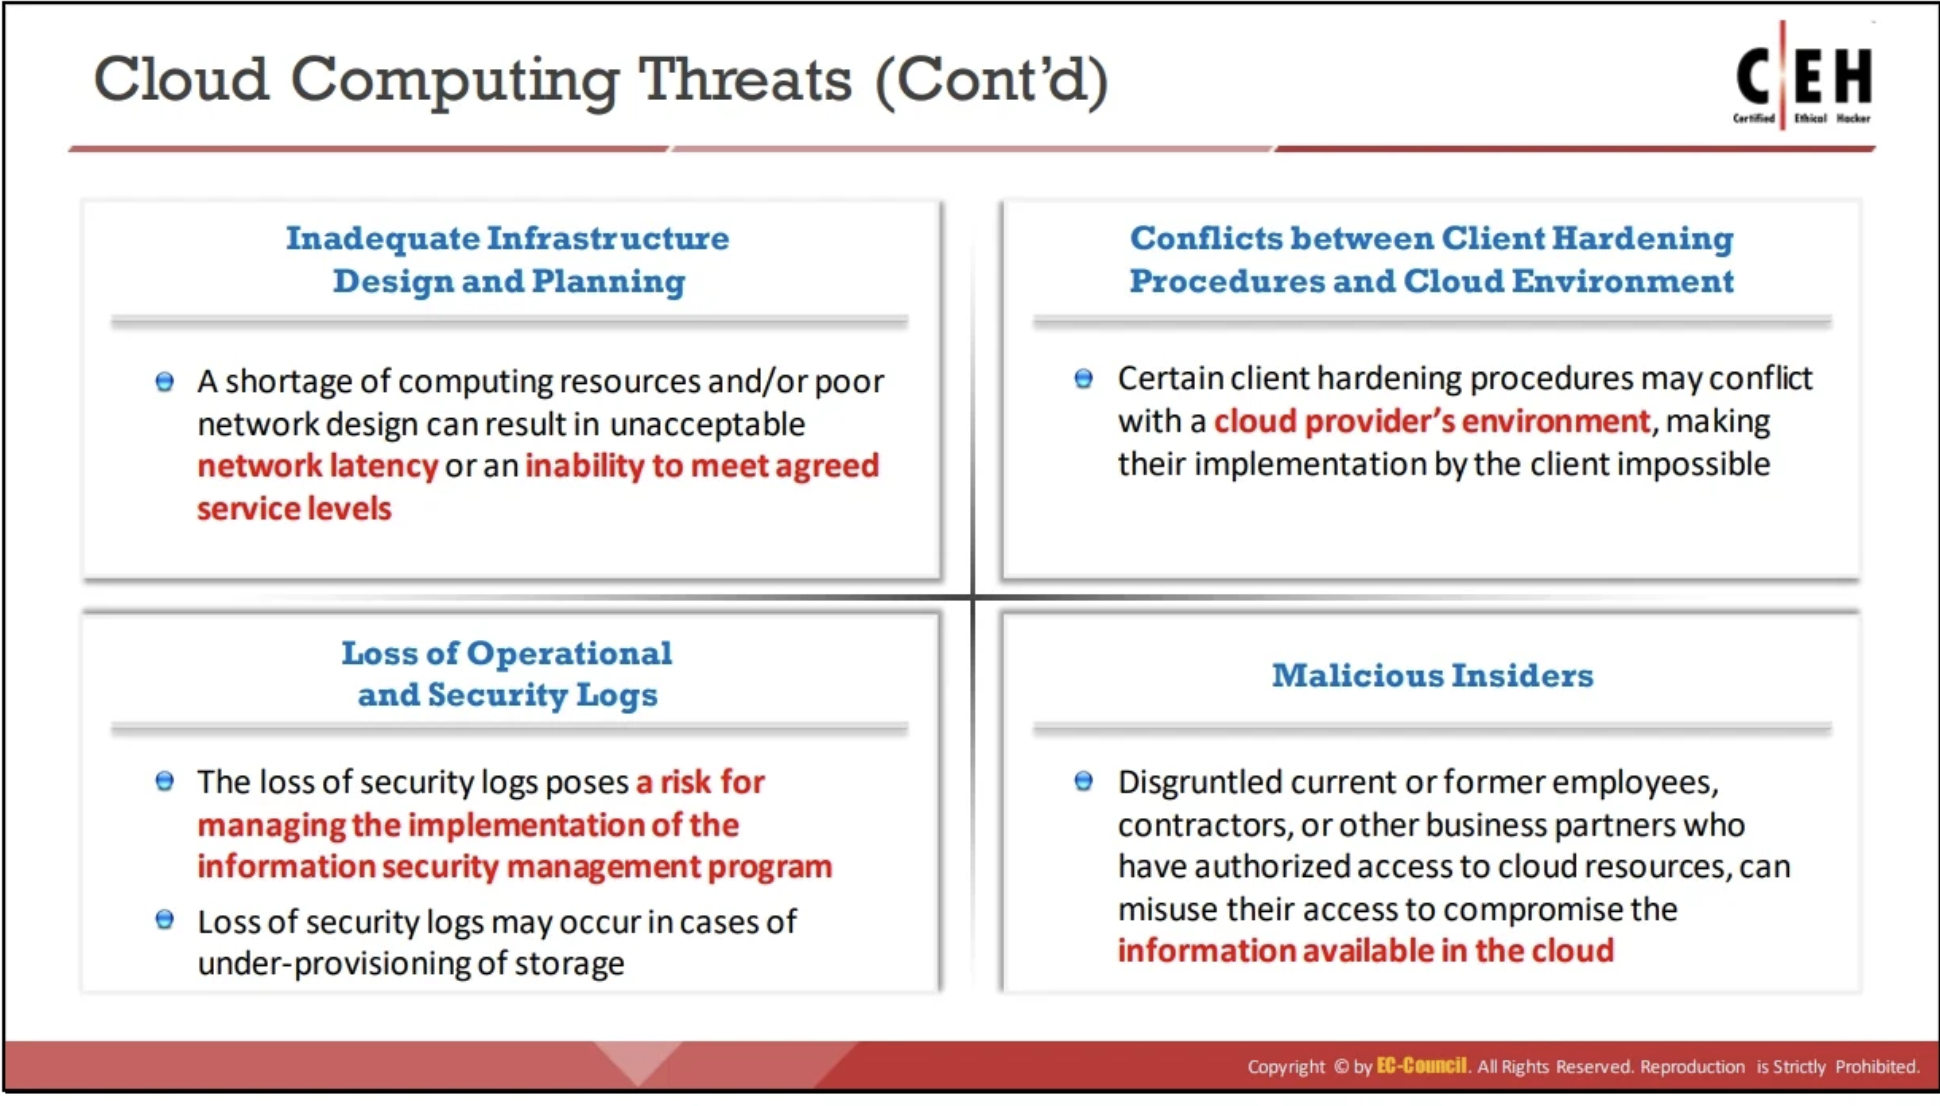 Cloud Computing Threats (Cont’d)
C|EH
Certified Ethical Hacker
Inadequate Infrastructure
Design and Planning
A shortage of computing resources and/or poor
network design can result in unacceptable
network latency or an inability to meet agreed
service levels
Conflicts between Client Hardening
Procedures and Cloud Environment
Certain client hardening procedures may conflict
with a cloud provider’s environment, making
their implementation by the client impossible
Loss of Operational
and Security Logs
The loss of security logs poses a risk for
managing the implementation of the
information security management program
Loss of security logs may occur in cases of
under-provisioning of storage
Malicious Insiders
Disgruntled current or former employees,
contractors, or other business partners who
have authorized access to cloud resources, can
misuse their access to compromise the
information available in the cloud
Copyright © by EC-Council. All Rights Reserved. Reproduction is Strictly Prohibited.